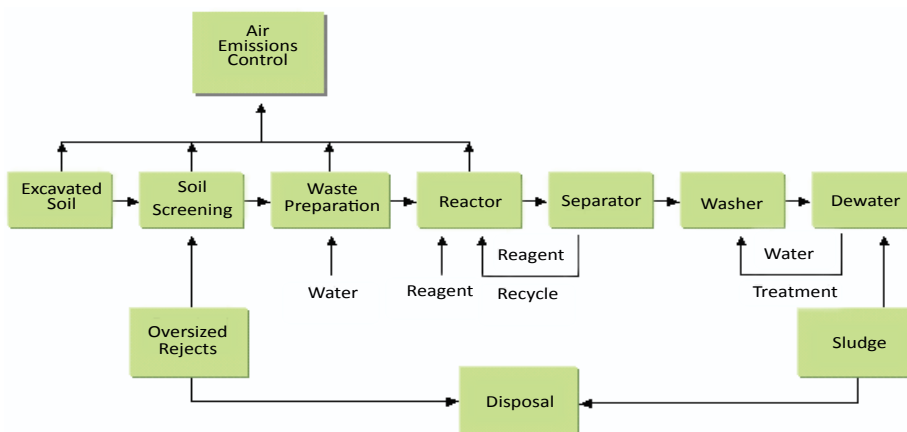 Air
Emissions
Control
Excavated
Soil
Soil
Screening
Waste
Preparation
Reactor
Separator
Washer
Dewater
Water
Reagent
Reagent
Recycle
Water
Treatment
Oversized
Rejects
Sludge
Disposal